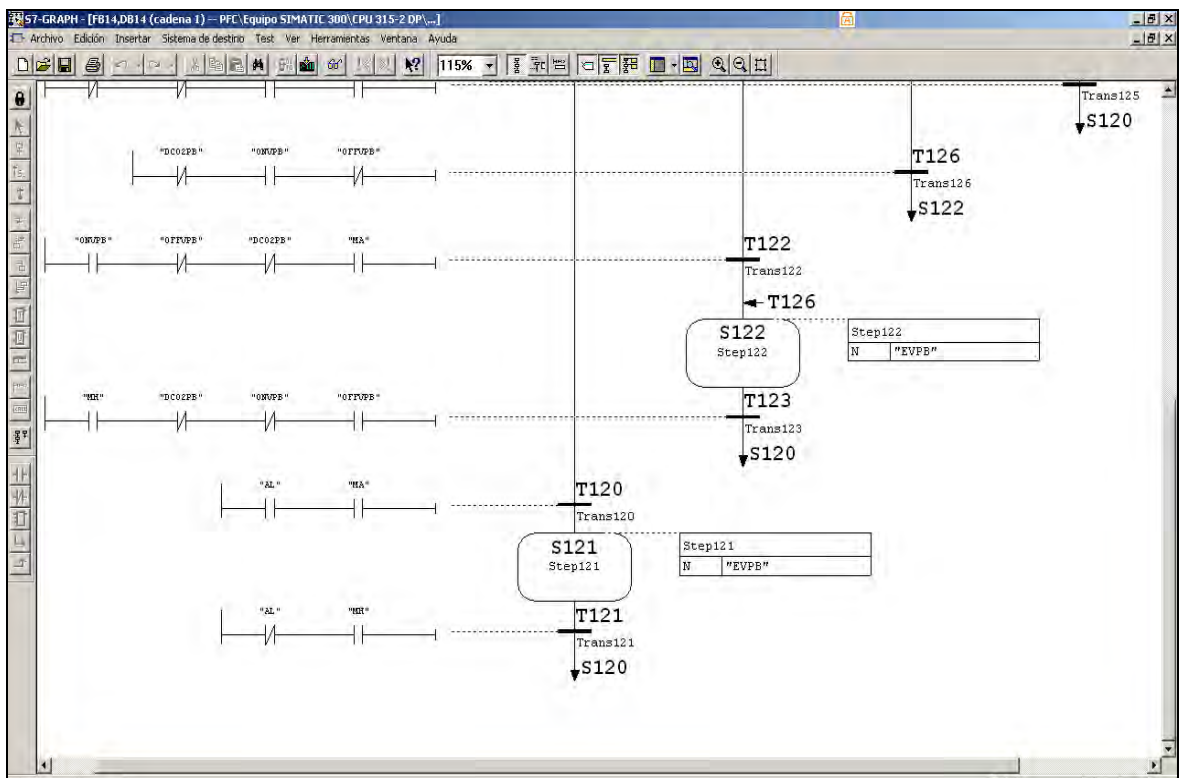 S7-GRAPH - [FB14,DB14 (cadena 1) -- PFC\Equipo SIMATIC 300\CPU 315-2 DP\...]
Archivo Edición Insertar Sistema de destino Test Ver Herramientas Ventana Ayuda
115%
Trans125
S120
"DCO2PB" "ONVPB" "OFFVPB"
T126
Trans126
S122
"ONVPB" "OFFVPB" "DCO2PB" "MA"
T122
Trans122
T126
S122
Step122
Step122
N "EVPB"
"MH" "DCO2PB" "ONVPB" "OFFVPB"
T123
Trans123
S120
"AL" "MA"
T120
Trans120
S121
Step121
Step121
N "EVPB"
"AL" "MH"
T121
Trans121
S120